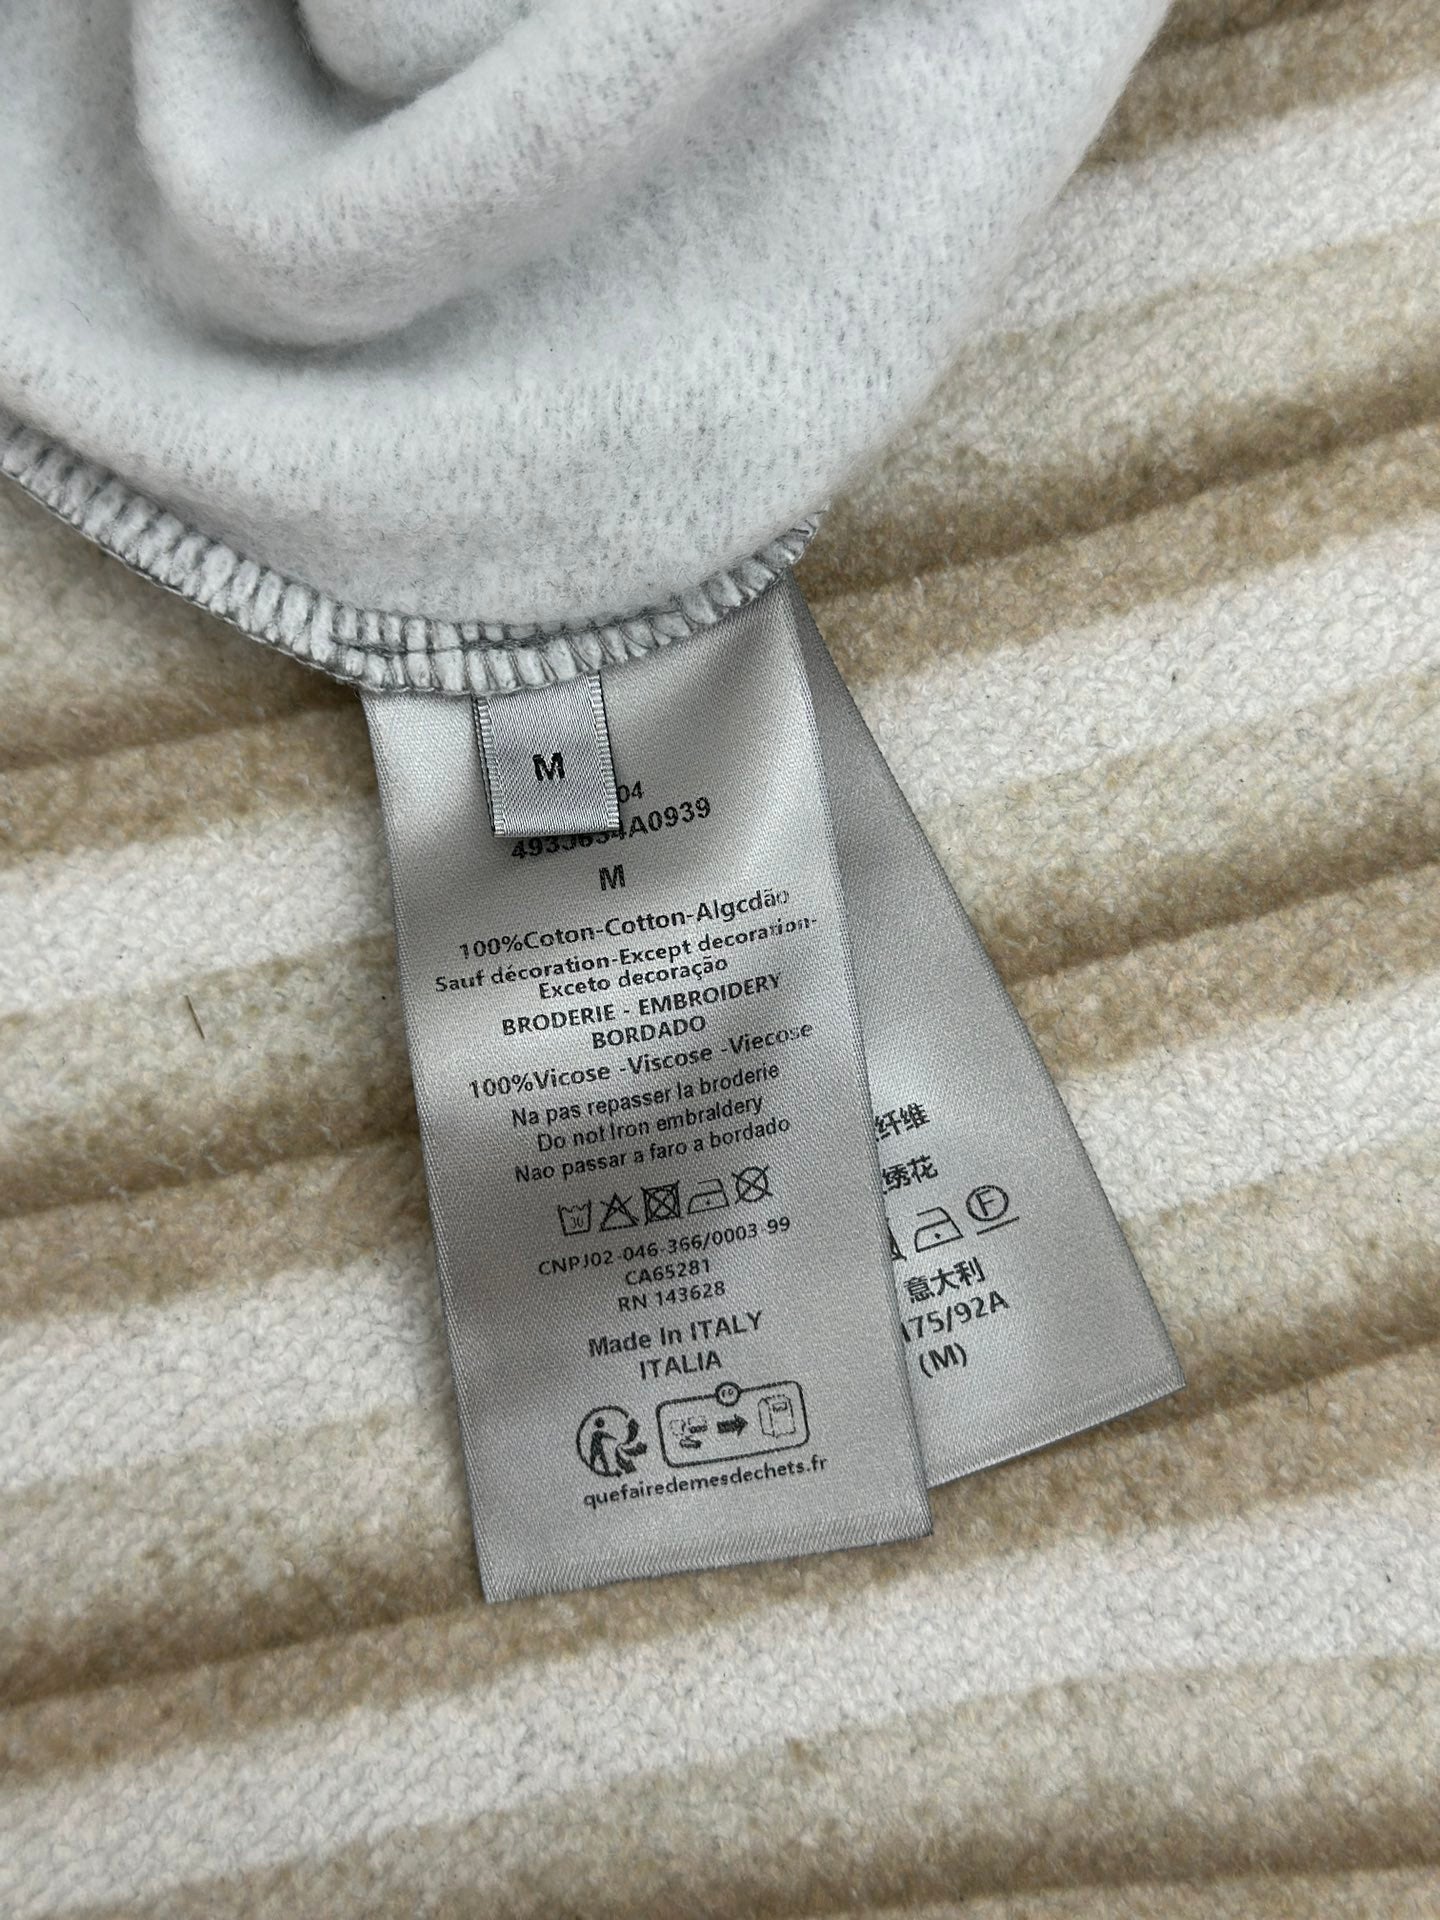 M
04
A0939
M
100%Coton-Cotton-Algcdão
Sauf décoration-Except decoration-
Exceto decoração
BRODERIE - EMBROIDERY
BORDADO
100%Vicose -Viscose -Viecose
Na pas repasser la broderie
Do not Iron embraldery
Nao passar a faro a bordado
30
CNPJ02-046-366/0003-99
CA65281
RN 143628
Made In ITALY
ITALIA
quefairedemesdechets.fr
纤维
绣花
F
意大利
175/92A
(M)